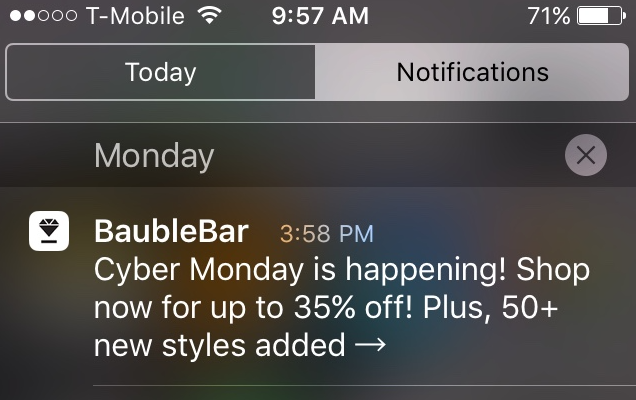 T-Mobile 9:57 AM 71%
Today Notifications
Monday
BaubleBar 3:58 PM
Cyber Monday is happening! Shop
now for up to 35% off! Plus, 50+
new styles added →